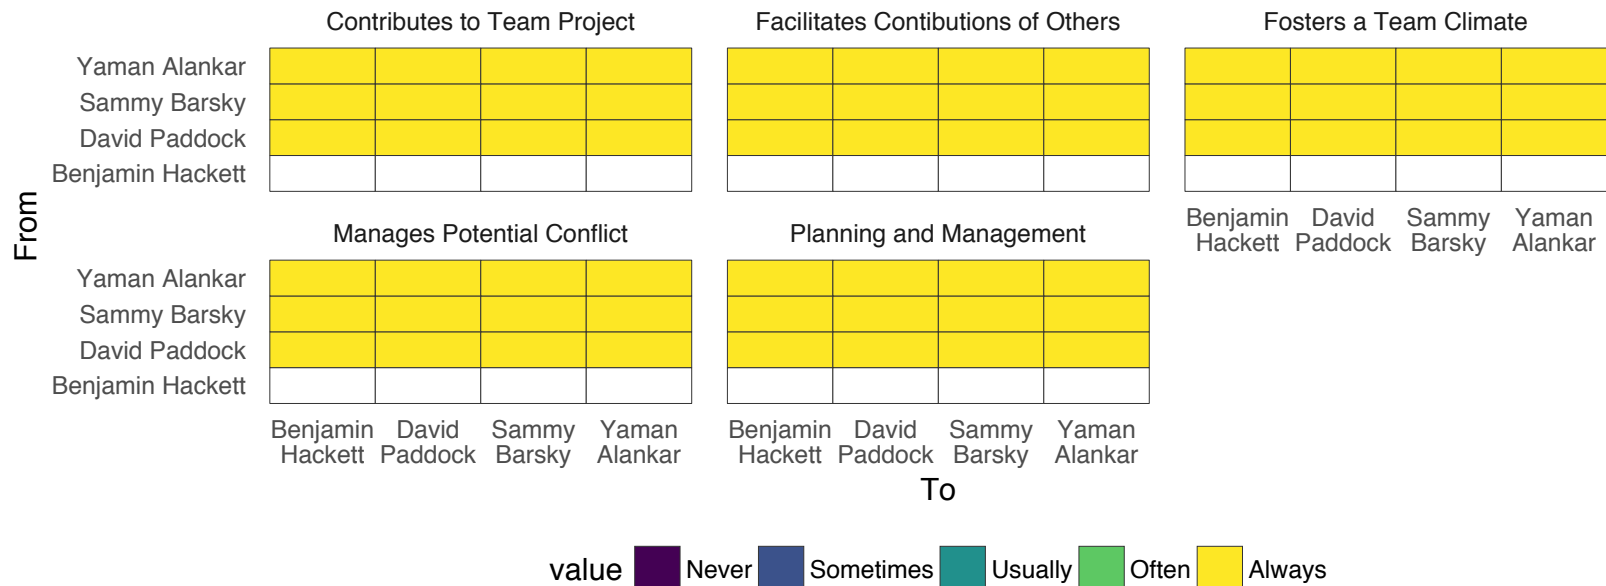 Contributes to Team Project
Facilitates Contibutions of Others
Fosters a Team Climate
Yaman Alankar
Sammy Barsky
David Paddock
Benjamin Hackett
From
Benjamin Hackett
David Paddock
Sammy Barsky
Yaman Alankar
Manages Potential Conflict
Planning and Management
Yaman Alankar
Sammy Barsky
David Paddock
Benjamin Hackett
Benjamin Hackett
David Paddock
Sammy Barsky
Yaman Alankar
Benjamin Hackett
David Paddock
Sammy Barsky
Yaman Alankar
To
value Never Sometimes Usually Often Always